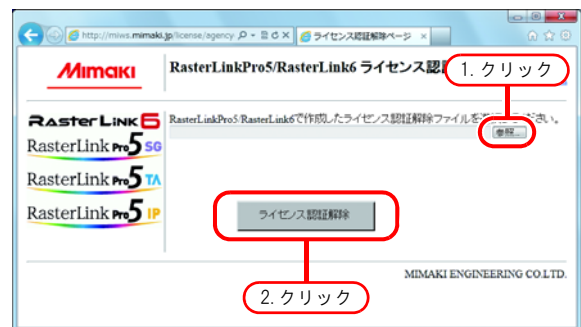 http://miws.mimaki.jp/license/agency
ライセンス認証解除ページ
Mimaki
RasterLinkPro5/RasterLink6 ライセンス認
1. クリック
RasterLink6
RasterLinkPro5 RasterLink6で作成したライセンス認証解除ファイルを ださい。
参照...
RasterLink Pro5 SG
RasterLink Pro5 TA
RasterLink Pro5 IP
ライセンス認証解除
MIMAKI ENGINEERING CO.LTD.
2. クリック